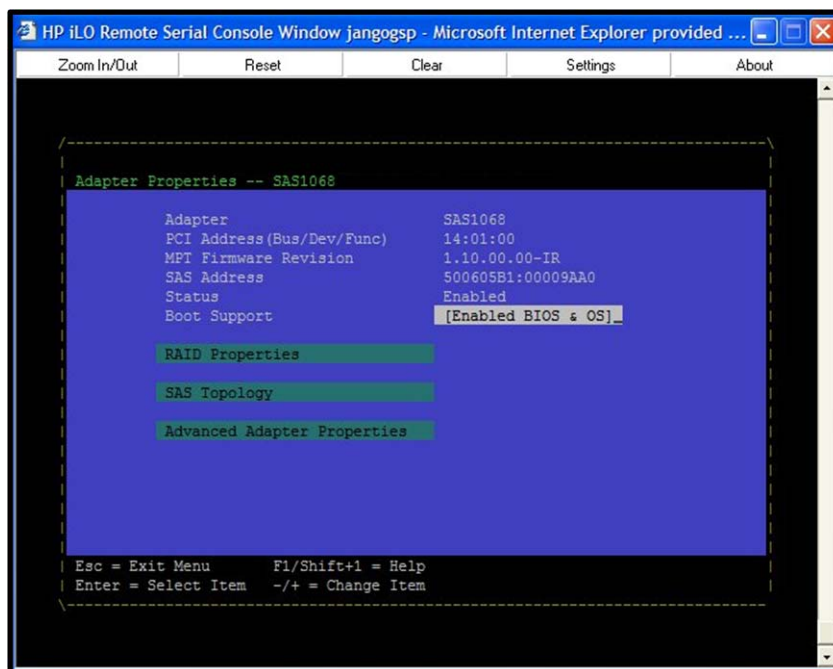 HP iLO Remote Serial Console Window jangogsp - Microsoft Internet Explorer provided ...
Zoom In/Out Reset Clear Settings About
Adapter Properties -- SAS1068
Adapter SAS1068
PCI Address(Bus/Dev/Func) 14:01:00
MPT Firmware Revision 1.10.00.00-IR
SAS Address 500605B1:00009AA0
Status Enabled
Boot Support [Enabled BIOS & OS]_
RAID Properties
SAS Topology
Advanced Adapter Properties
Esc = Exit Menu F1/Shift+1 = Help
Enter = Select Item -/+ = Change Item